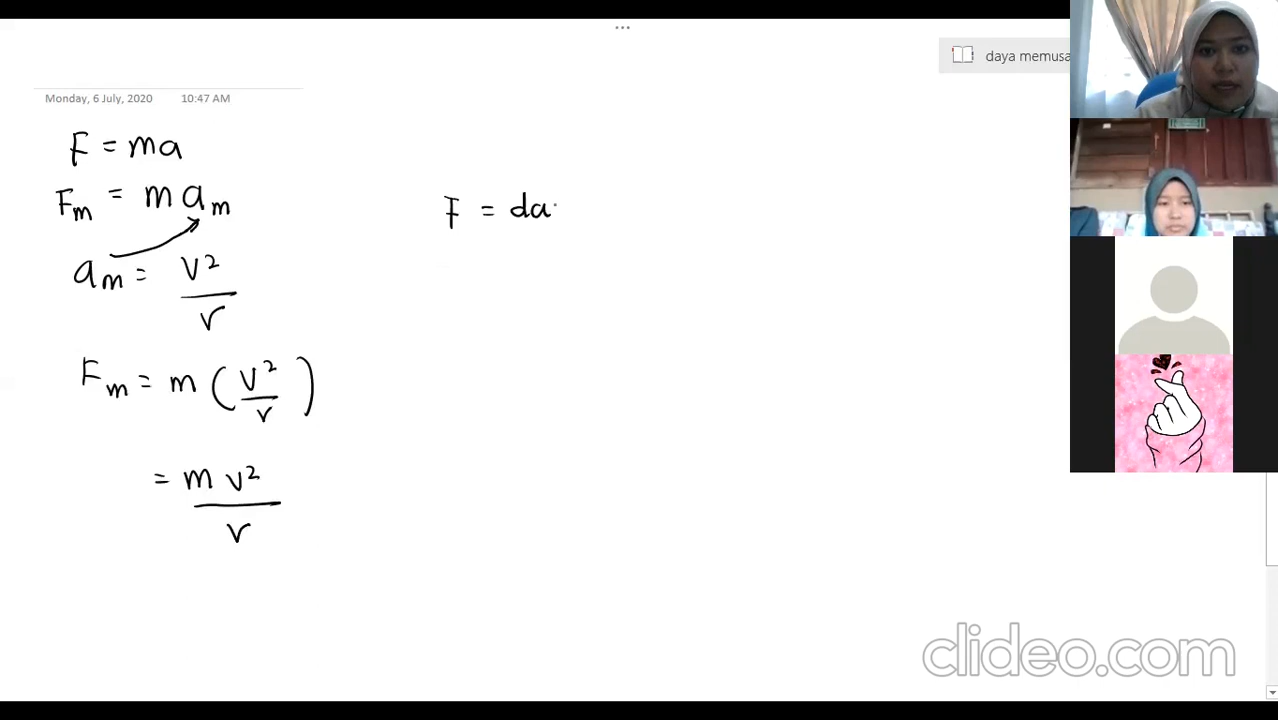 daya memusa
Monday, 6 July, 2020 10:47 AM
F = ma
Fm = m am
am = v²/r
Fm = m (v²/r)
= m v²/r
F = da
clideo.com